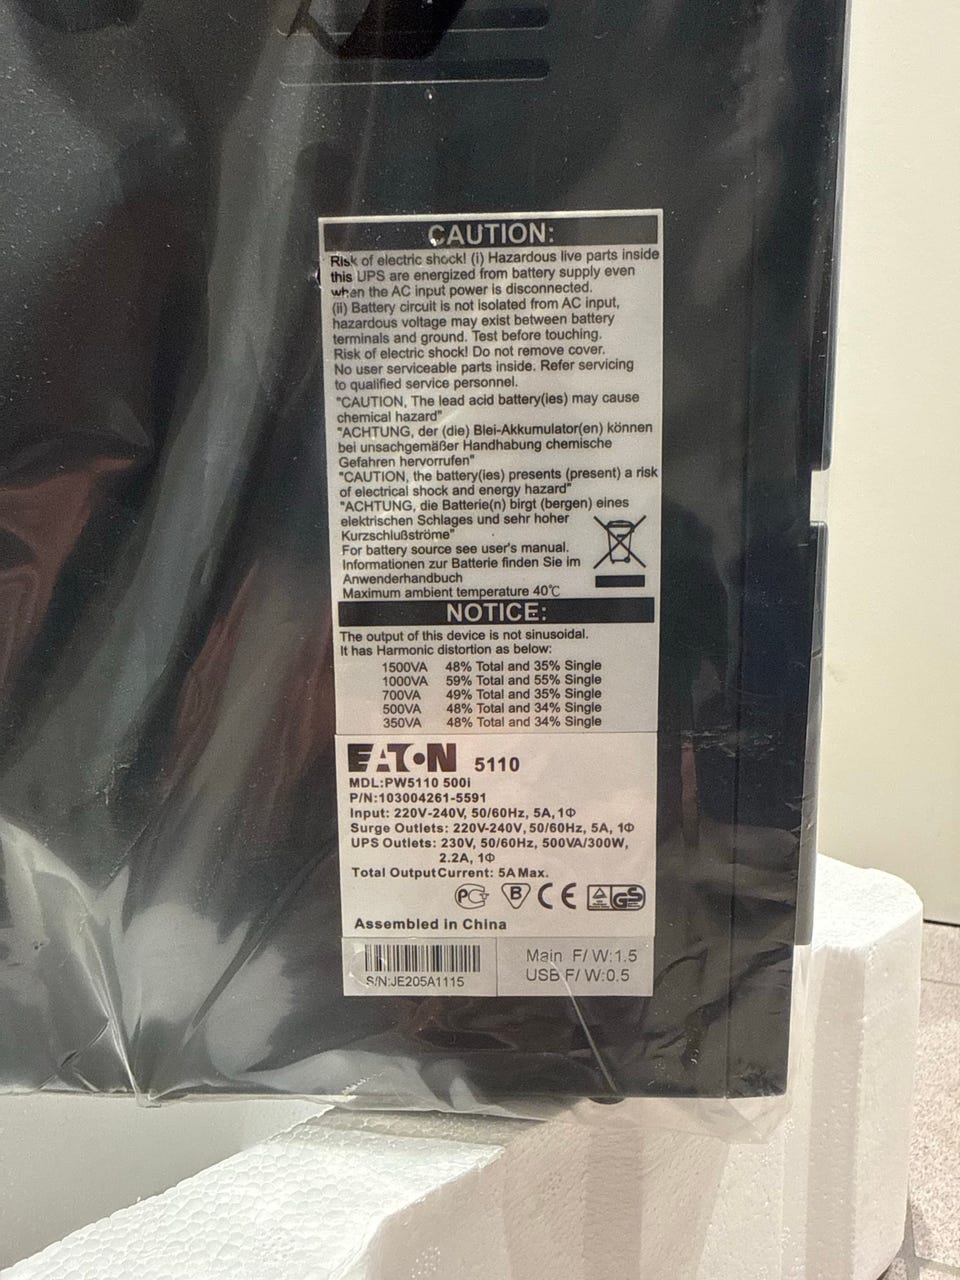 CAUTION:
Risk of electric shock! (i) Hazardous live parts inside
this UPS are energized from battery supply even
when the AC input power is disconnected.
(ii) Battery circuit is not isolated from AC input,
hazardous voltage may exist between battery
terminals and ground. Test before touching.
Risk of electric shock! Do not remove cover.
No user serviceable parts inside. Refer servicing
to qualified service personnel.
"CAUTION, The lead acid battery(ies) may cause
chemical hazard"
"ACHTUNG, der (die) Blei-Akkumulator(en) können
bei unsachgemäßer Handhabung chemische
Gefahren hervorrufen"
"CAUTION, the battery(ies) presents (present) a risk
of electrical shock and energy hazard"
"ACHTUNG, die Batterie(n) birgt (bergen) eines
elektrischen Schlages und sehr hoher
Kurzschlußströme"
For battery source see user's manual.
Informationen zur Batterie finden Sie im
Anwenderhandbuch
Maximum ambient temperature 40℃
NOTICE:
The output of this device is not sinusoidal.
It has Harmonic distortion as below:
1500VA 48% Total and 35% Single
1000VA 59% Total and 55% Single
700VA 49% Total and 35% Single
500VA 48% Total and 34% Single
350VA 48% Total and 34% Single
EATON 5110
MDL:PW5110 500i
P/N:103004261-5591
Input: 220V-240V, 50/60Hz, 5A, 1Φ
Surge Outlets: 220V-240V, 50/60Hz, 5A, 1Φ
UPS Outlets: 230V, 50/60Hz, 500VA/300W,
2.2A, 1Φ
Total Output Current: 5A Max.
PG B CE GS
Assembled in China
S/N:JE205A1115
Main F/W:1.5
USB F/W:0.5